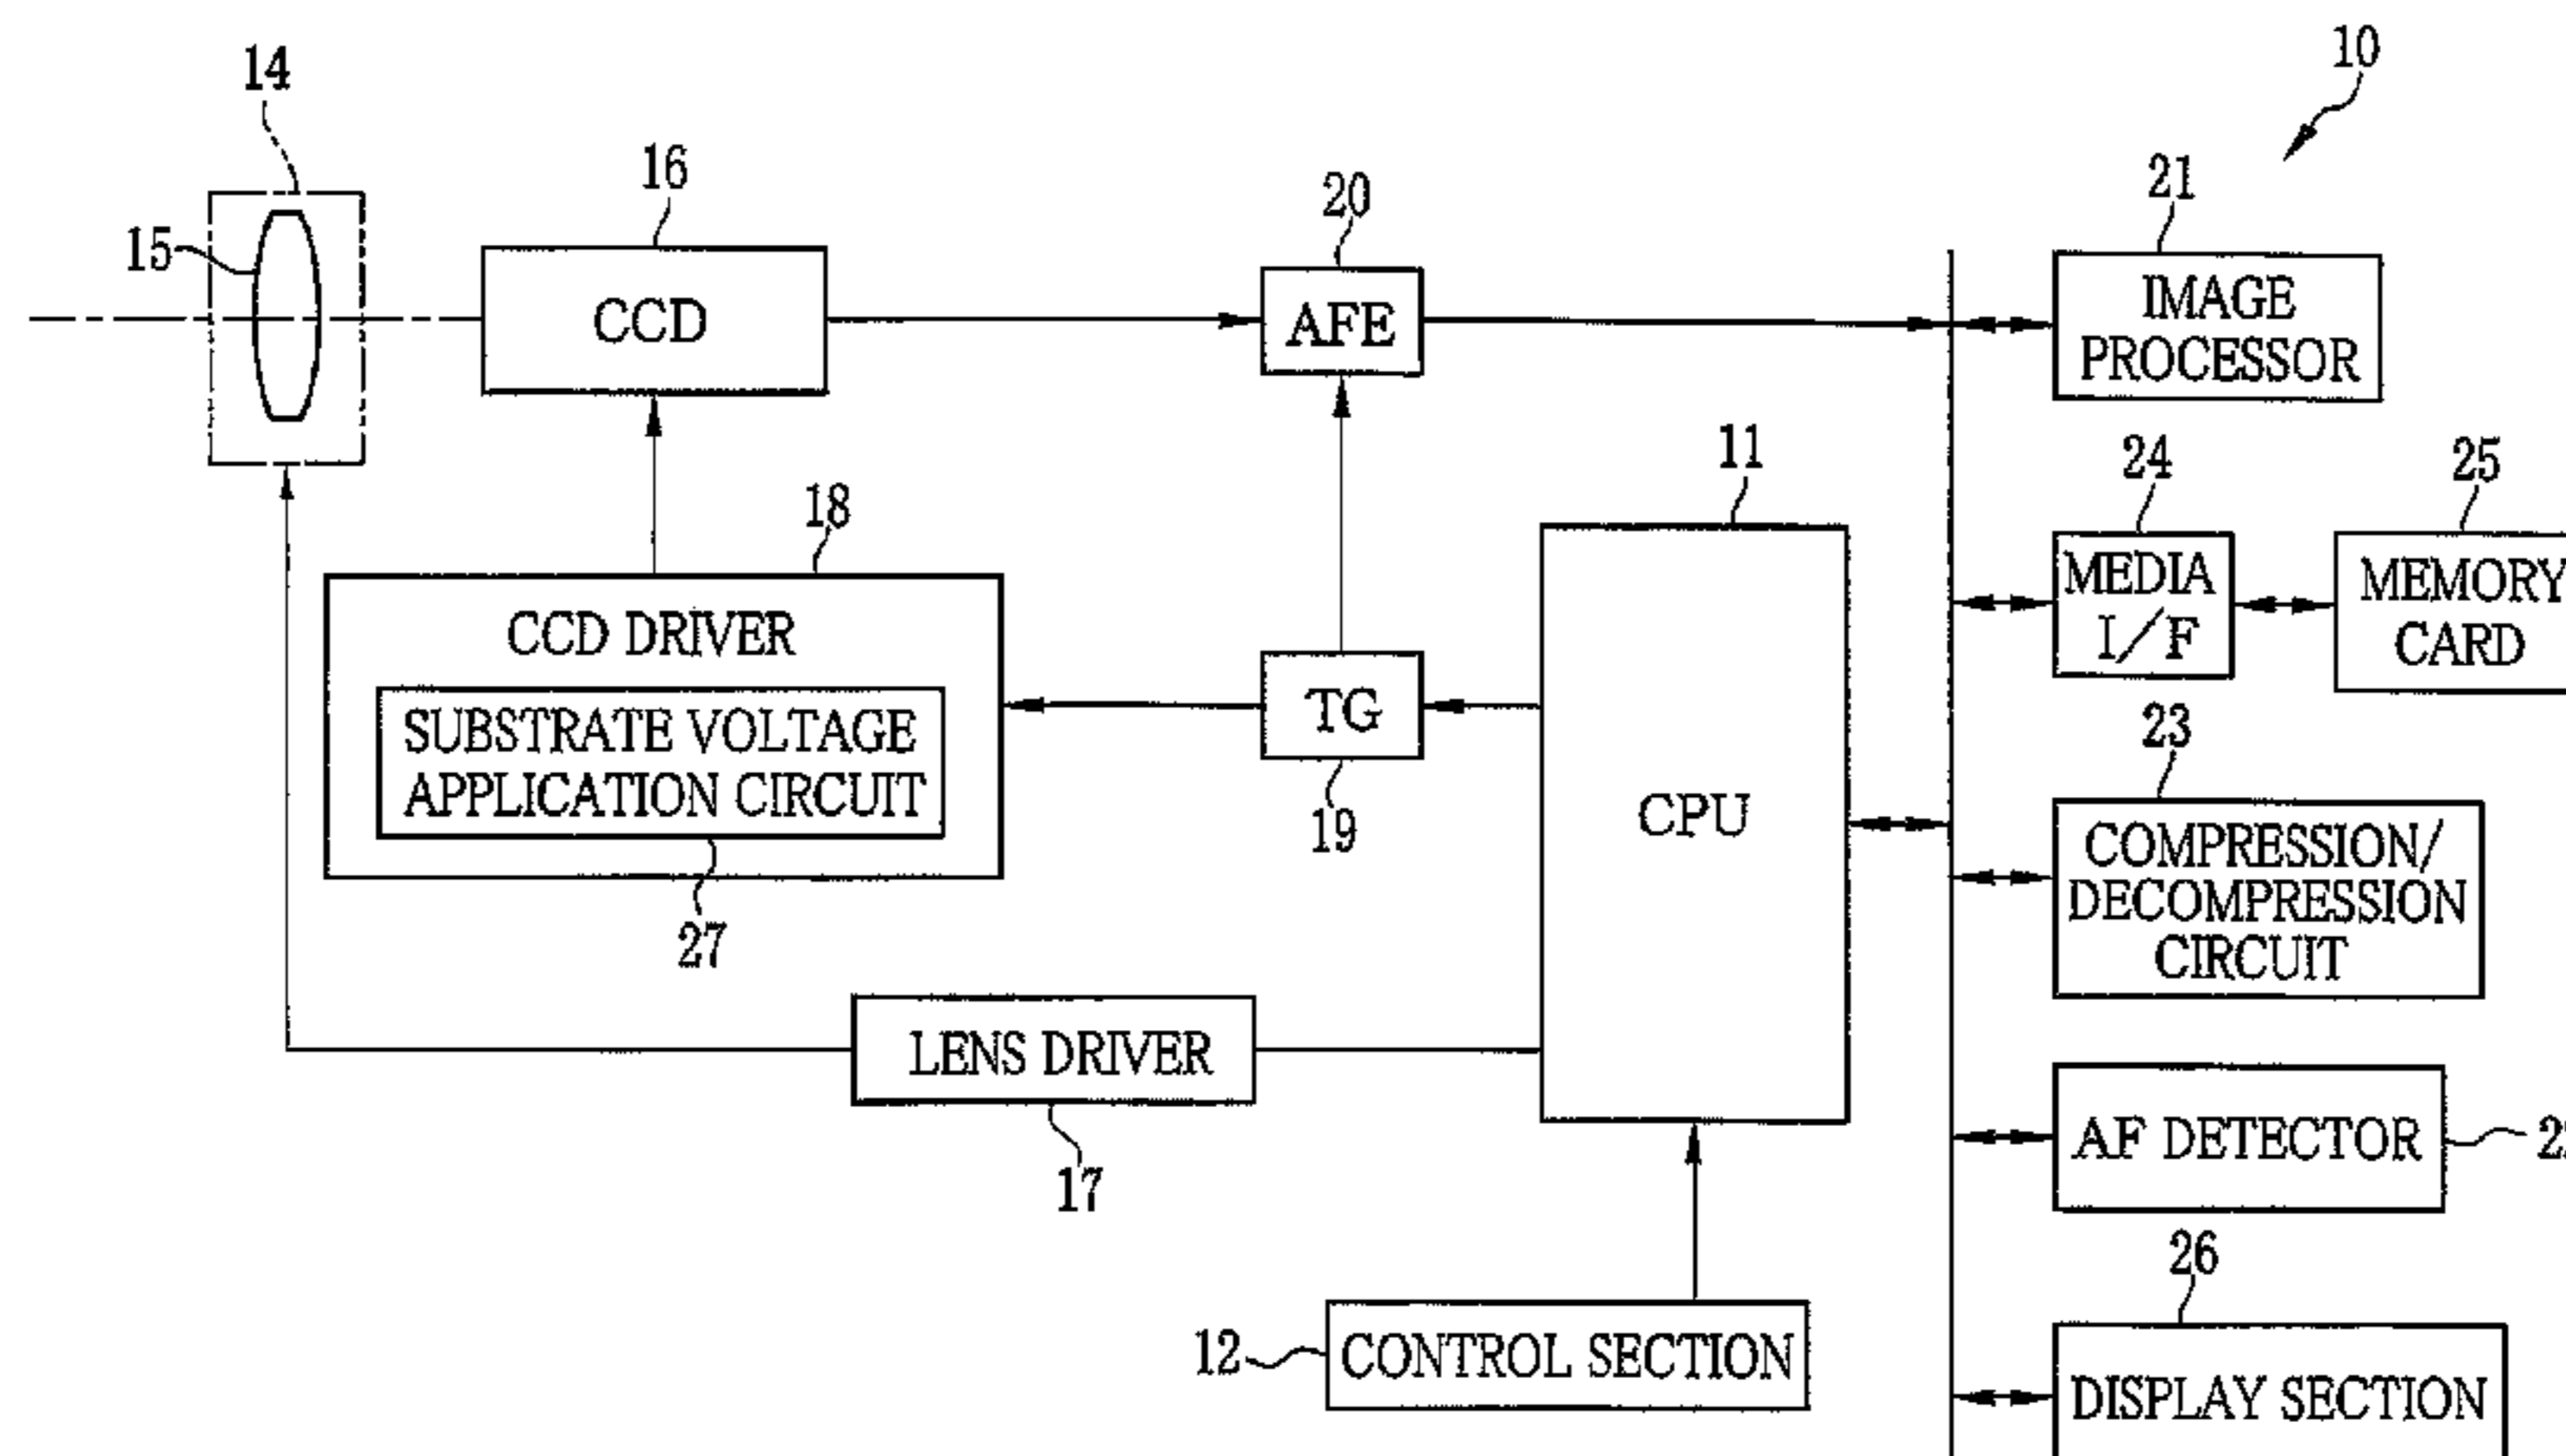 10
14
16
20
21
15
CCD
AFE
IMAGE
PROCESSOR
11
24
25
18
MEDIA
I/F
MEMORY
CARD
CCD DRIVER
SUBSTRATE VOLTAGE
APPLICATION CIRCUIT
TG
19
27
CPU
23
COMPRESSION/
DECOMPRESSION
CIRCUIT
LENS DRIVER
17
AF DETECTOR
26
12
CONTROL SECTION
DISPLAY SECTION